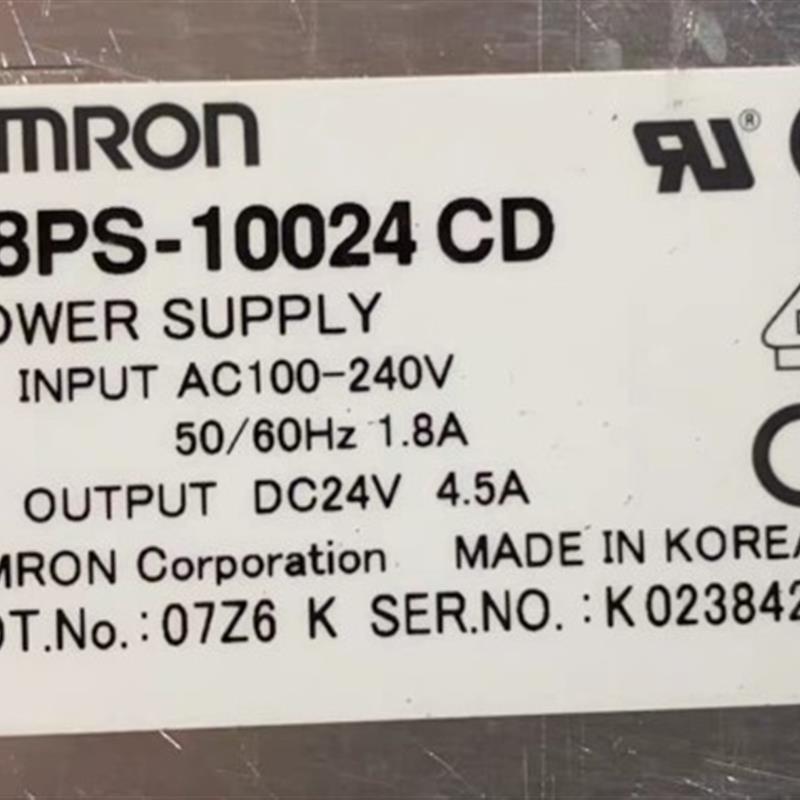 MRON
8PS-10024 CD
OWER SUPPLY
INPUT AC100-240V
50/60Hz 1.8A
OUTPUT DC24V 4.5A
MRON Corporation MADE IN KOREA
OT.No.:07Z6 K SER.NO. :K023842